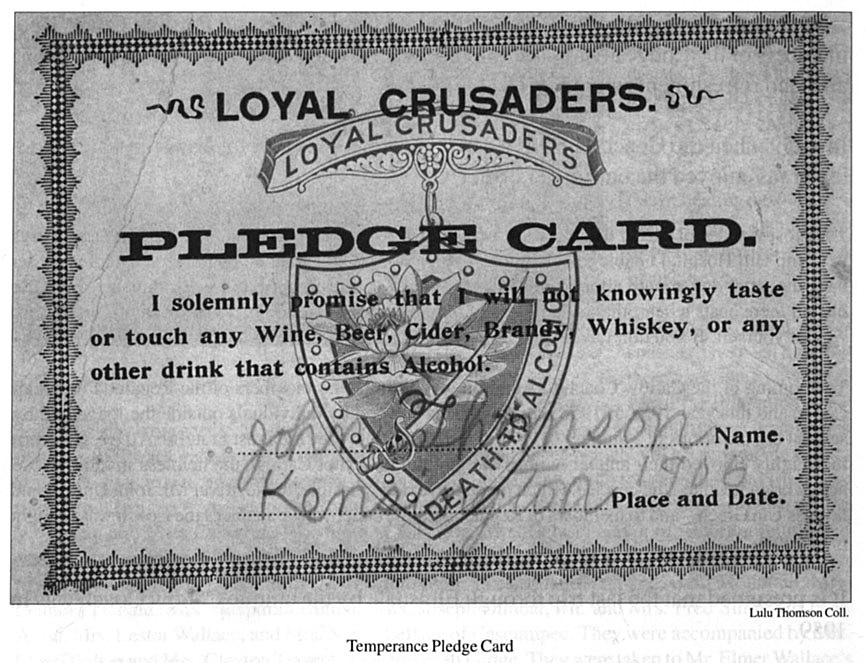 LOYAL CRUSADERS.
LOYAL CRUSADERS
PLEDGE CARD.
I solemnly promise that I will not knowingly taste
or touch any Wine, Beer, Cider, Brandy, Whiskey, or any
other drink that contains Alcohol.
DEATH TO ALCOHOL
John Thomson Name.
Kensington 1900 Place and Date.
Lulu Thomson Coll.
Temperance Pledge Card